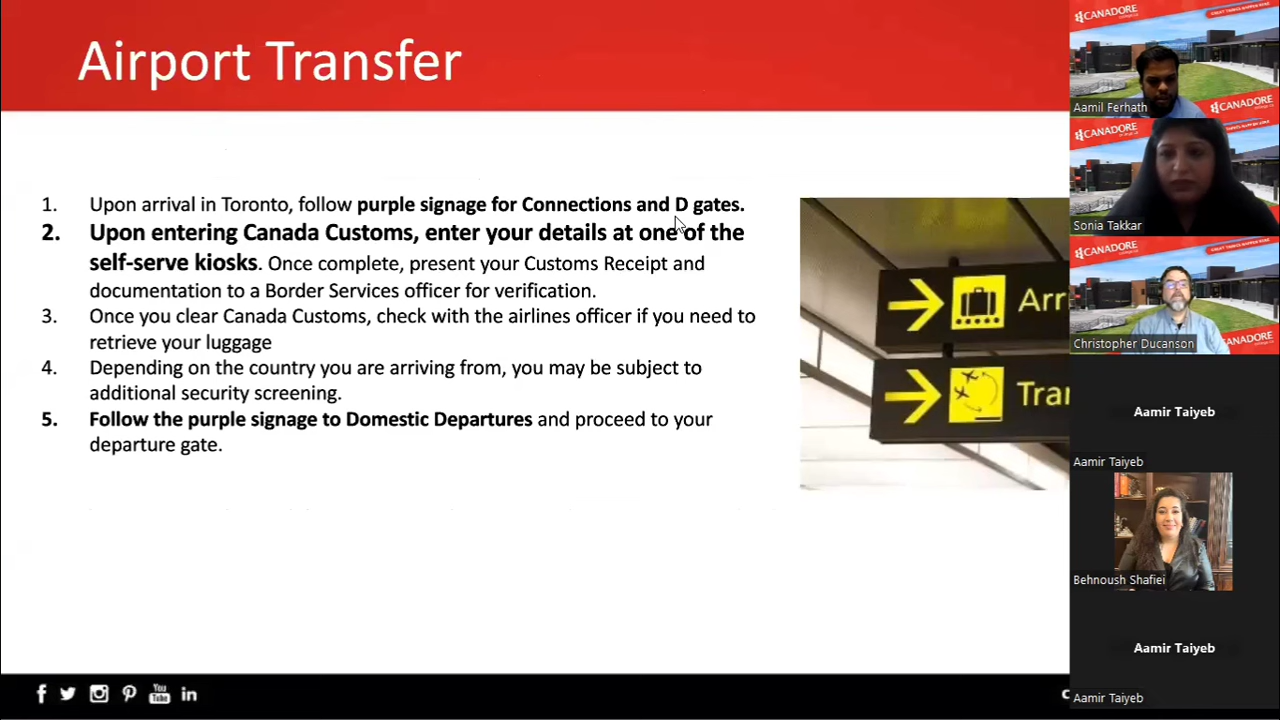 Airport Transfer
1. Upon arrival in Toronto, follow purple signage for Connections and D gates.
2. Upon entering Canada Customs, enter your details at one of the
self-serve kiosks. Once complete, present your Customs Receipt and
documentation to a Border Services officer for verification.
3. Once you clear Canada Customs, check with the airlines officer if you need to
retrieve your luggage
4. Depending on the country you are arriving from, you may be subject to
additional security screening.
5. Follow the purple signage to Domestic Departures and proceed to your
departure gate.
Arr
Tra
You
Tube
in
C
CANADORE
CANADORE
Aamil Ferhath
CANADORE
Sonia Takkar
CANADORE
NADORE
Christopher Ducanson
Aamir Taiyeb
Aamir Taiyeb
Behnoush Shafiei
Aamir Taiyeb
Aamir Taiyeb